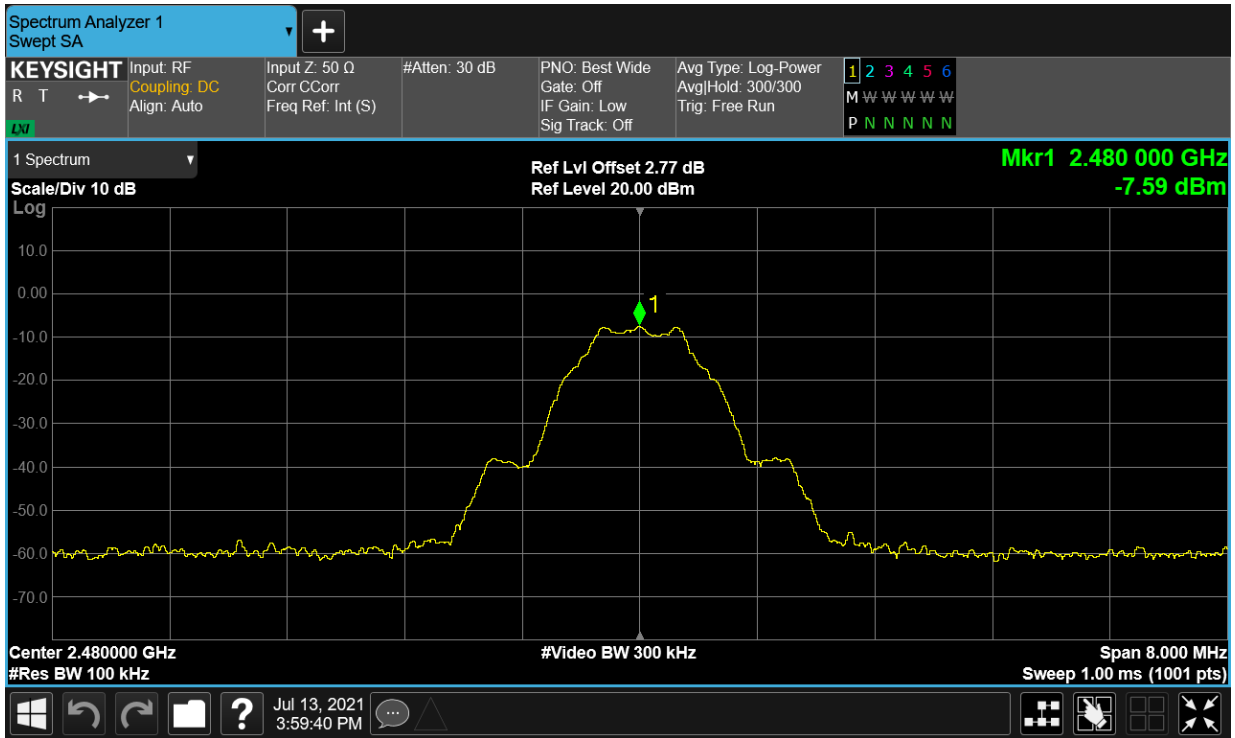 Spectrum Analyzer 1
Swept SA
KEYSIGHT
R T
LXI
Input: RF
Coupling: DC
Align: Auto
Input Z: 50 Ω
Corr CCorr
Freq Ref: Int (S)
#Atten: 30 dB
PNO: Best Wide
Gate: Off
IF Gain: Low
Sig Track: Off
Avg Type: Log-Power
Avg|Hold: 300/300
Trig: Free Run
1 2 3 4 5 6
M W W W W W
P N N N N N
1 Spectrum
Scale/Div 10 dB
Log
Ref Lvl Offset 2.77 dB
Ref Level 20.00 dBm
Mkr1 2.480 000 GHz
-7.59 dBm
10.0
0.00
1
-10.0
-20.0
-30.0
-40.0
-50.0
-60.0
-70.0
Center 2.480000 GHz
#Video BW 300 kHz
Span 8.000 MHz
#Res BW 100 kHz
Sweep 1.00 ms (1001 pts)
?
Jul 13, 2021
3:59:40 PM